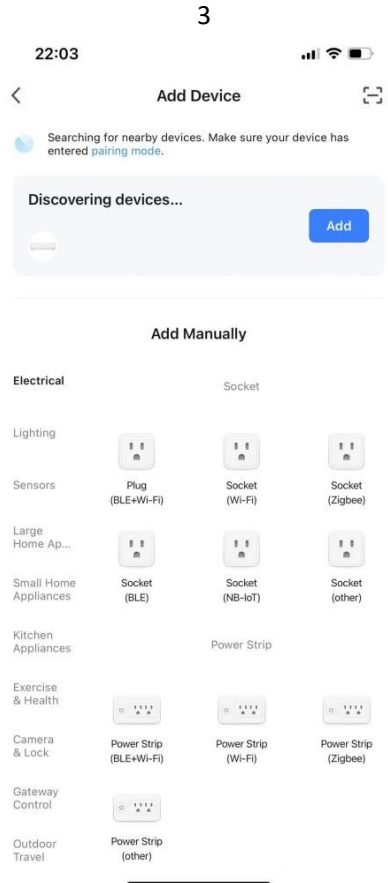 3
22:03
Add Device
Searching for nearby devices. Make sure your device has
entered pairing mode.
Discovering devices...
Add
Add Manually
Electrical
Socket
Lighting
Sensors
Plug
(BLE+Wi-Fi)
Socket
(Wi-Fi)
Socket
(Zigbee)
Large
Home Ap...
Small Home
Appliances
Socket
(BLE)
Socket
(NB-IoT)
Socket
(other)
Kitchen
Appliances
Power Strip
Exercise
& Health
Camera
& Lock
Power Strip
(BLE+Wi-Fi)
Power Strip
(Wi-Fi)
Power Strip
(Zigbee)
Gateway
Control
Outdoor
Travel
Power Strip
(other)